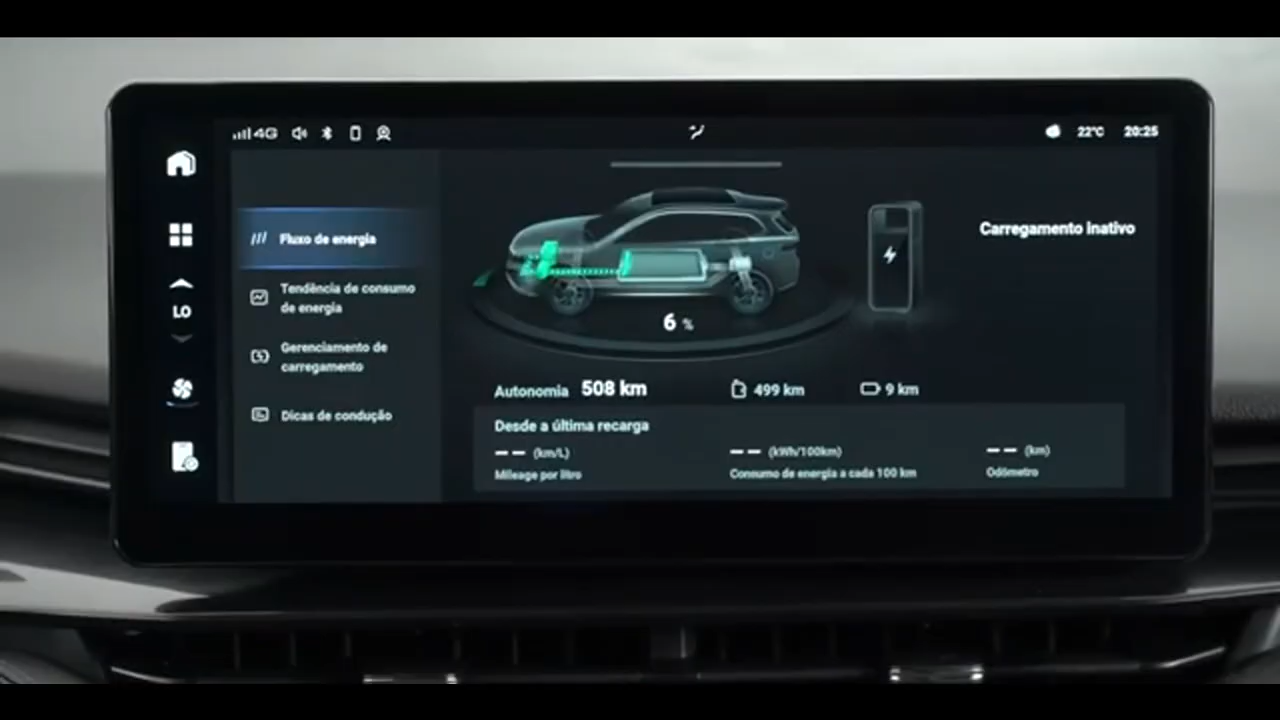 4G
22°C
20:25
LO
Fluxo de energia
Tendência de consumo
de energia
Gerenciamento de
carregamento
Dicas de condução
Carregamento inativo
6 %
Autonomia 508 km
499 km
9 km
Desde a última recarga
-- (km/L)
Mileage por litro
-- (kWh/100km)
Consumo de energia a cada 100 km
-- (km)
Odômetro